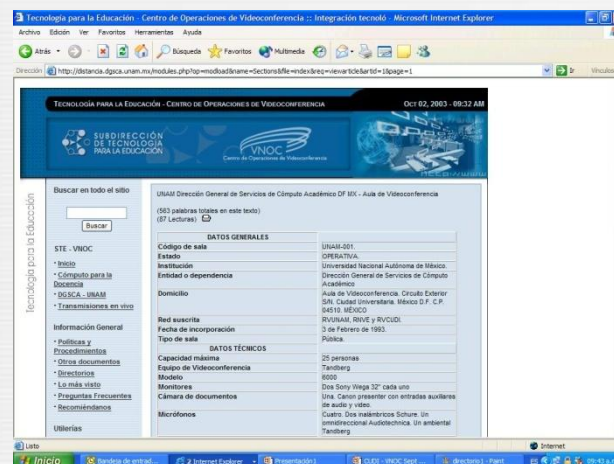 Tecnología para la Educación - Centro de Operaciones de Videoconferencia :: Integración tecnoló - Microsoft Internet Explorer
Archivo Edición Ver Favoritos Herramientas Ayuda
Atrás Búsqueda Favoritos Multimedia
Dirección http://distancia.dgsca.unam.mx/modules.php?op=modload&name=Sections&file=index&req=viewarticle&artid=1&page=1 Ir Vínculos
TECNOLOGÍA PARA LA EDUCACIÓN - CENTRO DE OPERACIONES DE VIDEOCONFERENCIA OCT 02, 2003 - 09:32 AM
SUBDIRECCIÓN
DE TECNOLOGÍA
PARA LA EDUCACIÓN
VNOC
Centro de Operaciones de Videoconferencia
Tecnología para la Educación
Buscar en todo el sitio
Buscar
STE - VNOC
· Inicio
· Cómputo para la
Docencia
· DGSCA - UNAM
· Transmisiones en vivo
Información General
· Políticas y
Procedimientos
· Otros documentos
· Directorios
· Lo más visto
· Preguntas Frecuentes
· Recomiéndanos
Utilerías
UNAM Dirección General de Servicios de Cómputo Académico DF MX - Aula de Videoconferencia
(583 palabras totales en este texto)
(87 Lecturas)
DATOS GENERALES
Código de sala UNAM-001.
Estado OPERATIVA.
Institución Universidad Nacional Autónoma de México.
Entidad o dependencia Dirección General de Servicios de Cómputo
Académico
Domicilio Aula de Videoconferencia. Circuito Exterior
S/N, Ciudad Universitaria. México D.F. C.P.
04510. MÉXICO
Red suscrita RVUNAM, RNVE y RVCUDI.
Fecha de incorporación 3 de Febrero de 1993.
Tipo de sala Pública.
DATOS TÉCNICOS
Capacidad máxima 25 personas
Equipo de Videoconferencia Tandberg
Modelo 6000
Monitores Dos Sony Wega 32" cada uno
Cámara de documentos Una. Canon presenter con entradas auxiliares
de audio y video.
Micrófonos Cuatro. Dos inalámbricos Schure. Un
omnidireccional Audiotechnica. Un ambiental
Tandberg
Listo Internet
Inicio Bandeja de entrad... 2 Internet Explorer Presentación1 CUDI - VNOC Sept ... directorio1 - Paint ES 09:43 a.m.